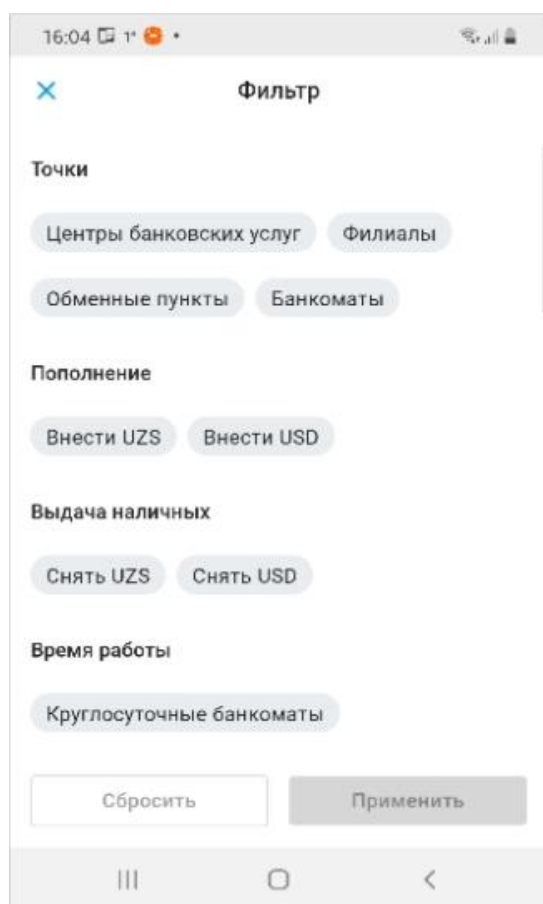 16:04 1°
Фильтр
Точки
Центры банковских услуг Филиалы
Обменные пункты Банкоматы
Пополнение
Внести UZS Внести USD
Выдача наличных
Снять UZS Снять USD
Время работы
Круглосуточные банкоматы
Сбросить Применить